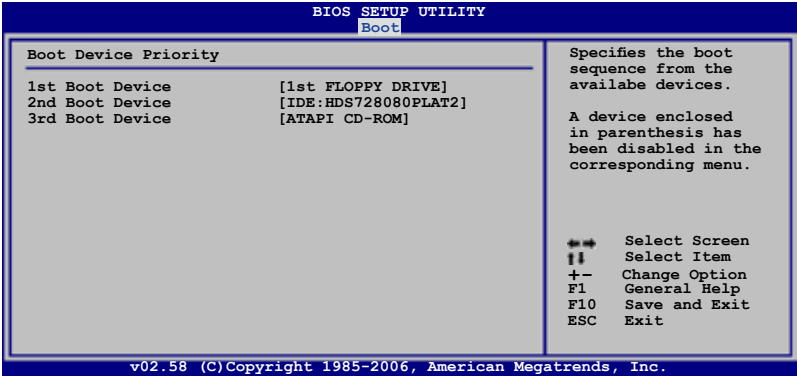 BIOS SETUP UTILITY
Boot
Boot Device Priority
1st Boot Device [1st FLOPPY DRIVE]
2nd Boot Device [IDE:HDS728080PLAT2]
3rd Boot Device [ATAPI CD-ROM]
Specifies the boot
sequence from the
availabe devices.
A device enclosed
in parenthesis has
been disabled in the
corresponding menu.
←→ Select Screen
↑↓ Select Item
+- Change Option
F1 General Help
F10 Save and Exit
ESC Exit
v02.58 (C)Copyright 1985-2006, American Megatrends, Inc.